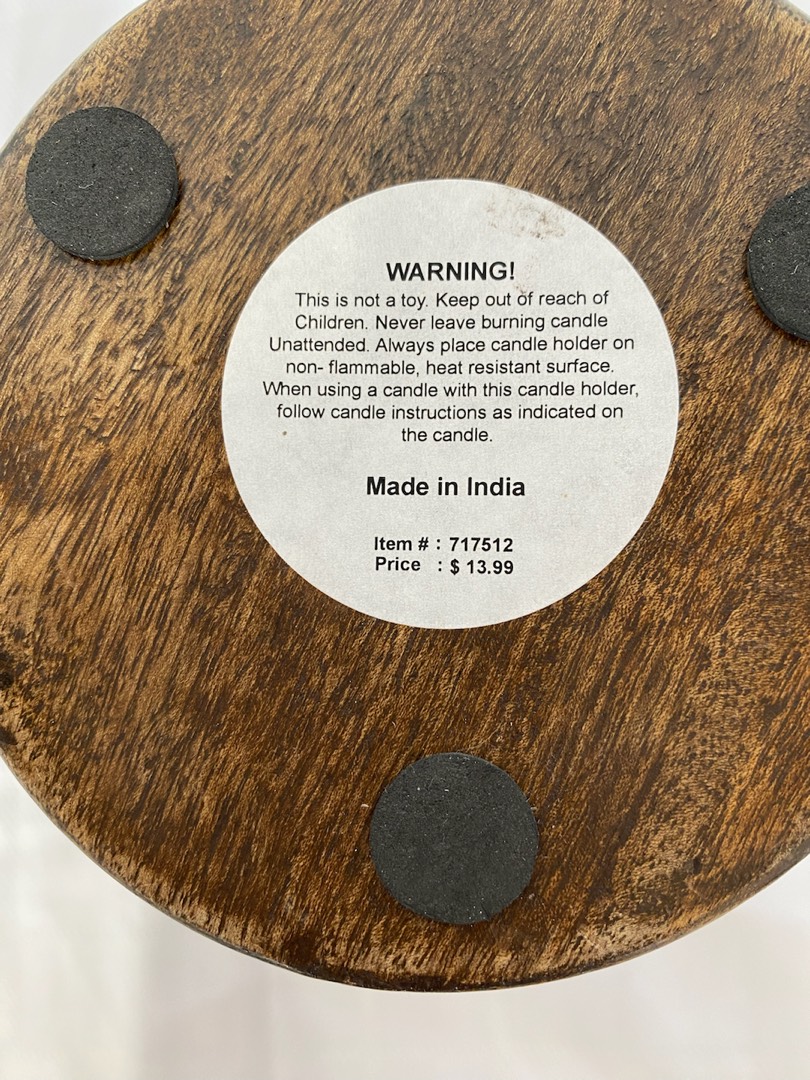 WARNING!
This is not a toy. Keep out of reach of
Children. Never leave burning candle
Unattended. Always place candle holder on
non- flammable, heat resistant surface.
When using a candle with this candle holder,
follow candle instructions as indicated on
the candle.
Made in India
Item # : 717512
Price : $ 13.99